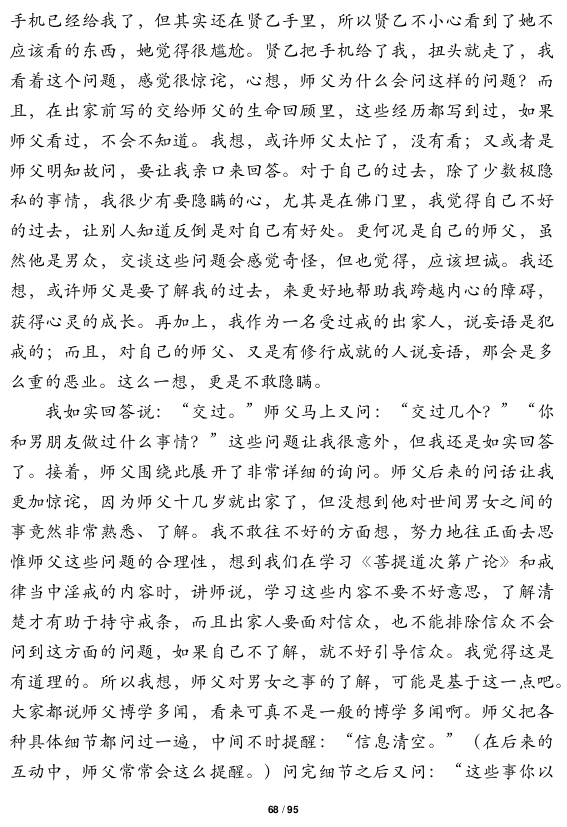 手机已经给我了，但其实还在贤乙手里，所以贤乙不小心看到了她不
应该看的东西，她觉得很尴尬。贤乙把手机给了我，扭头就走了，我
看着这个问题，感觉很惊诧，心想，师父为什么会问这样的问题？而
且，在出家前写的交给师父的生命回顾里，这些经历都写到过，如果
师父看过，不会不知道。我想，或许师父太忙了，没有看；又或者是
师父明知故问，要让我亲口来回答。对于自己的过去，除了少数极隐
私的事情，我很少有要隐瞒的心，尤其是在佛门里，我觉得自己不好
的过去，让别人知道反倒是对自己有好处。更何况是自己的师父，虽
然他是男众，交谈这些问题会感觉奇怪，但也觉得，应该坦诚。我还
想，或许师父是要了解我的过去，来更好地帮助我跨越内心的障碍，
获得心灵的成长。再加上，我作为一名受过戒的出家人，说妄语是犯
戒的；而且，对自己的师父、又是有修行成就的人说妄语，那会是多
么重的恶业。这么一想，更是不敢隐瞒。
我如实回答说：“交过。”师父马上又问：“交过几个？”“你
和男朋友做过什么事情？”这些问题让我很意外，但我还是如实回答
了。接着，师父围绕此展开了非常详细的询问。师父后来的问话让我
更加惊诧，因为师父十几岁就出家了，但没想到他对世间男女之间的
事竟然非常熟悉、了解。我不敢往不好的方面想，努力地往正面去思
惟师父这些问题的合理性，想到我们在学习《菩提道次第广论》和戒
律当中淫戒的内容时，讲师说，学习这些内容不要不好意思，了解清
楚才有助于持守戒条，而且出家人要面对信众，也不能排除信众不会
问到这方面的问题，如果自己不了解，就不好引导信众。我觉得这是
有道理的。所以我想，师父对男女之事的了解，可能是基于这一点吧。
大家都说师父博学多闻，看来可真不是一般的博学多闻啊。师父把各
种具体细节都问过一遍，中间不时提醒：“信息清空。”（在后来的
互动中，师父常常会这么提醒。）问完细节之后又问：“这些事你以
68 / 95